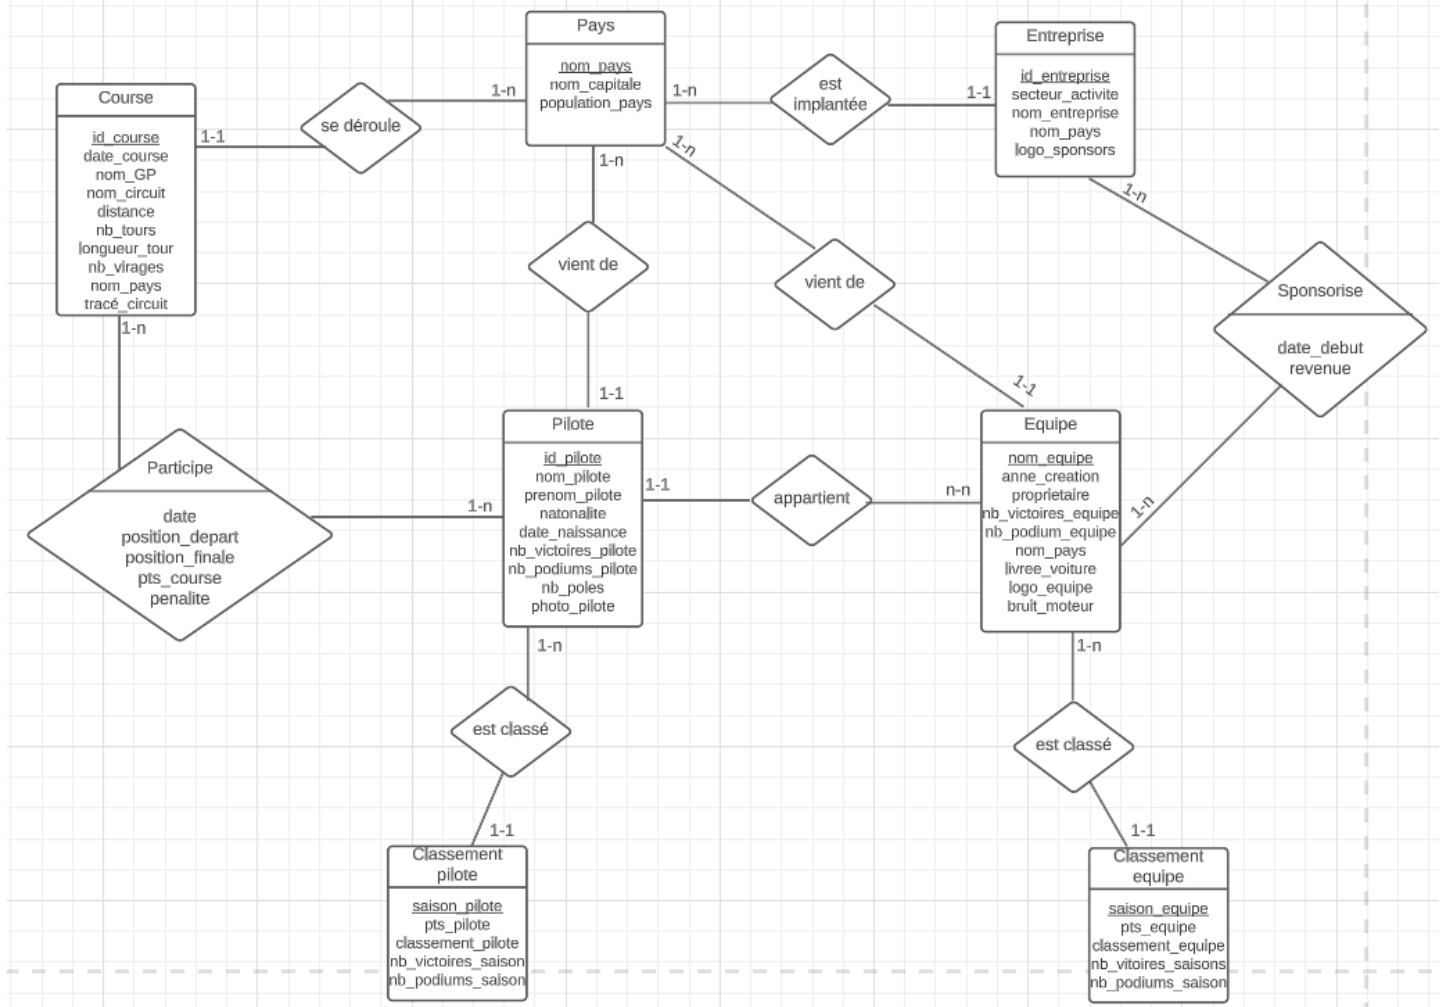 Pays
nom_pays
nom_capitale
population_pays
Entreprise
id_entreprise
secteur_activite
nom_entreprise
nom_pays
logo_sponsors
est
implantée
1-n
1-1
1-n
se déroule
1-1
Course
id_course
date_course
nom_GP
nom_circuit
distance
nb_tours
longueur_tour
nb_virages
nom_pays
tracé_circuit
1-n
1-n
vient de
1-1
1-n
vient de
1-1
1-n
Sponsorise
date_debut
revenue
1-n
Participe
date
position_depart
position_finale
pts_course
penalite
1-n
Pilote
id_pilote
nom_pilote
prenom_pilote
natonalite
date_naissance
nb_victoires_pilote
nb_podiums_pilote
nb_poles
photo_pilote
1-1
appartient
n-n
Equipe
nom_equipe
anne_creation
proprietaire
nb_victoires_equipe
nb_podium_equipe
nom_pays
livree_voiture
logo_equipe
bruit_moteur
1-n
est classé
1-1
Classement
pilote
saison_pilote
pts_pilote
classement_pilote
nb_victoires_saison
nb_podiums_saison
1-n
est classé
1-1
Classement
equipe
saison_equipe
pts_equipe
classement_equipe
nb_vitoires_saisons
nb_podiums_saison